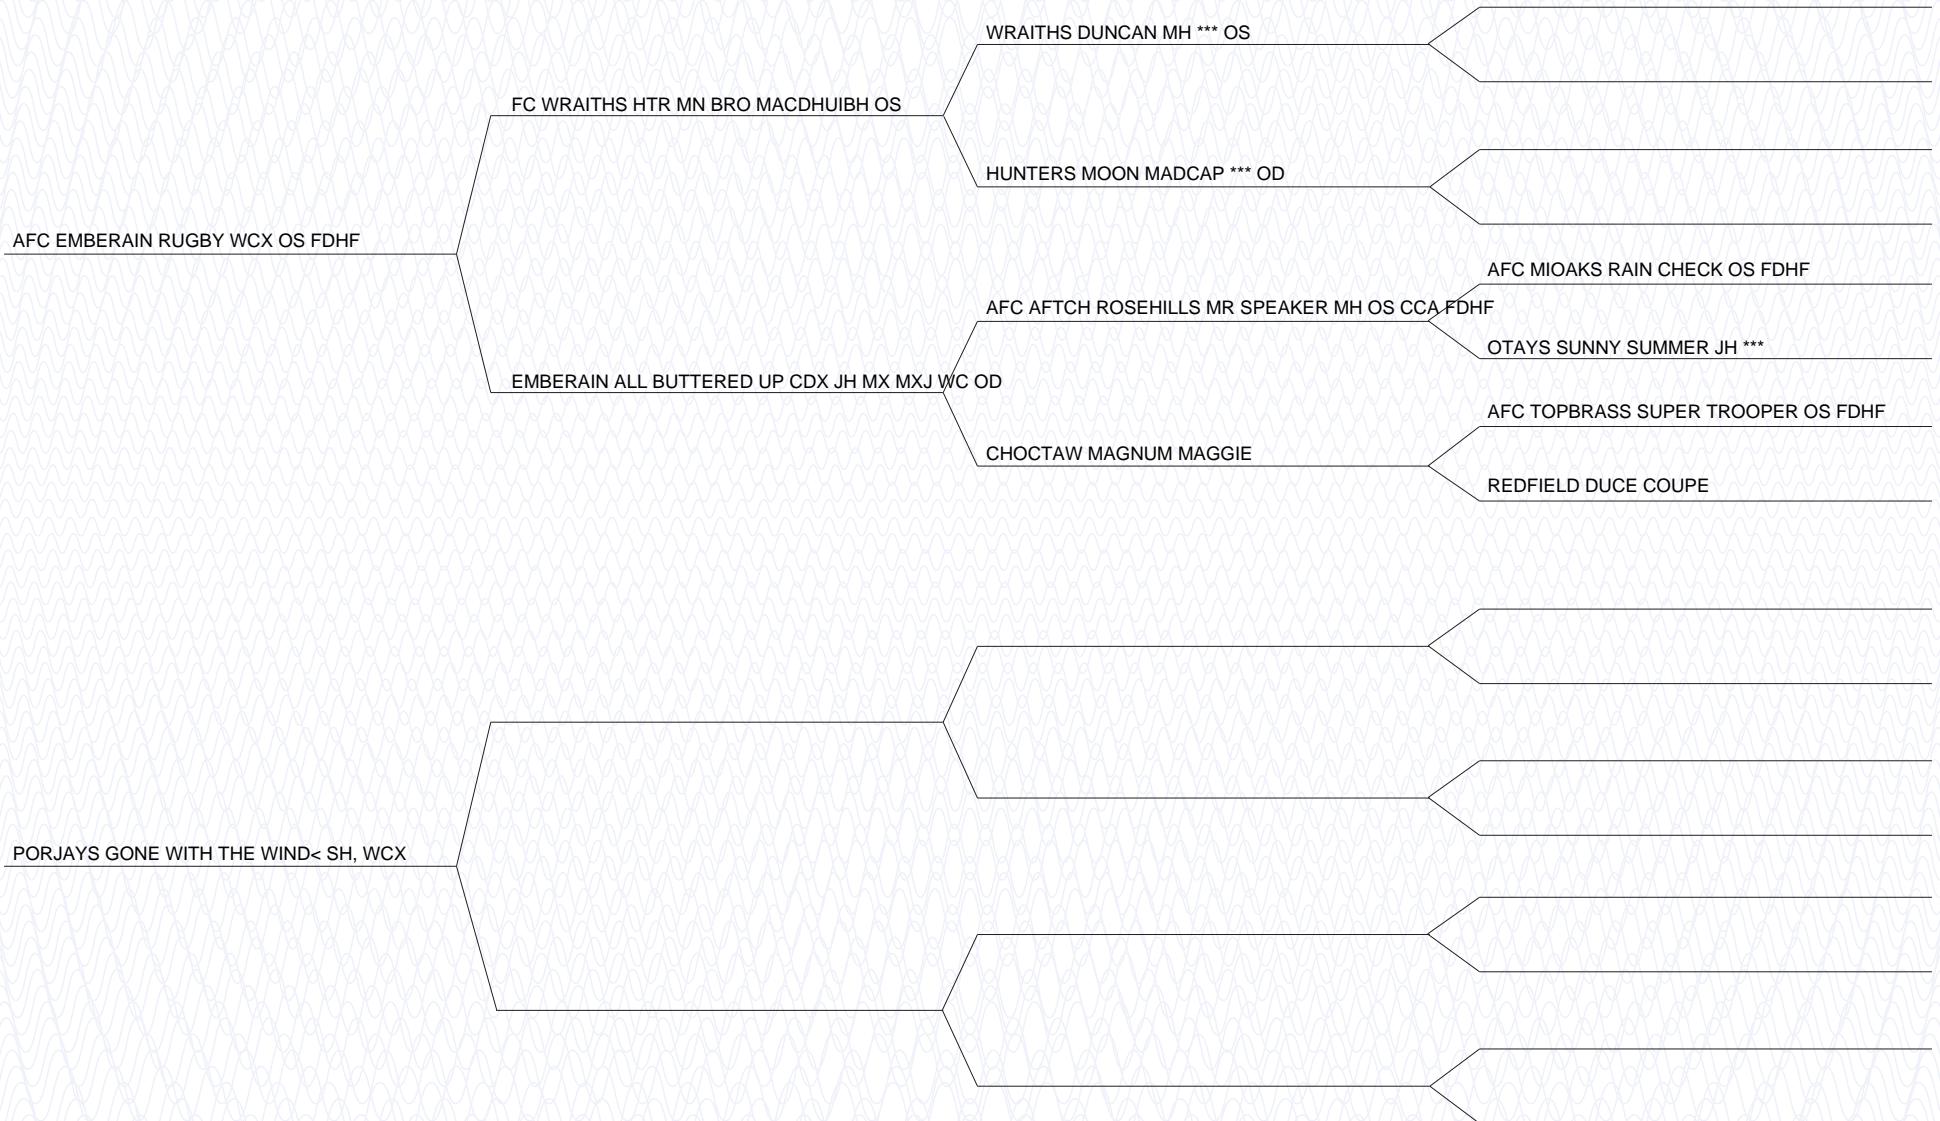 WRAITHS DUNCAN MH *** OS
FC WRAITHS HTR MN BRO MACDHUIBH OS
HUNTERS MOON MADCAP *** OD
AFC EMBERAIN RUGBY WCX OS FDHF
AFC MIOAKS RAIN CHECK OS FDHF
AFC AFTCH ROSEHILLS MR SPEAKER MH OS CCA FDHF
OTAYS SUNNY SUMMER JH ***
EMBERAIN ALL BUTTERED UP CDX JH MX MXJ WC OD
AFC TOPBRASS SUPER TROOPER OS FDHF
CHOCTAW MAGNUM MAGGIE
REDFIELD DUCE COUPE
PORJAYS GONE WITH THE WIND< SH, WCX